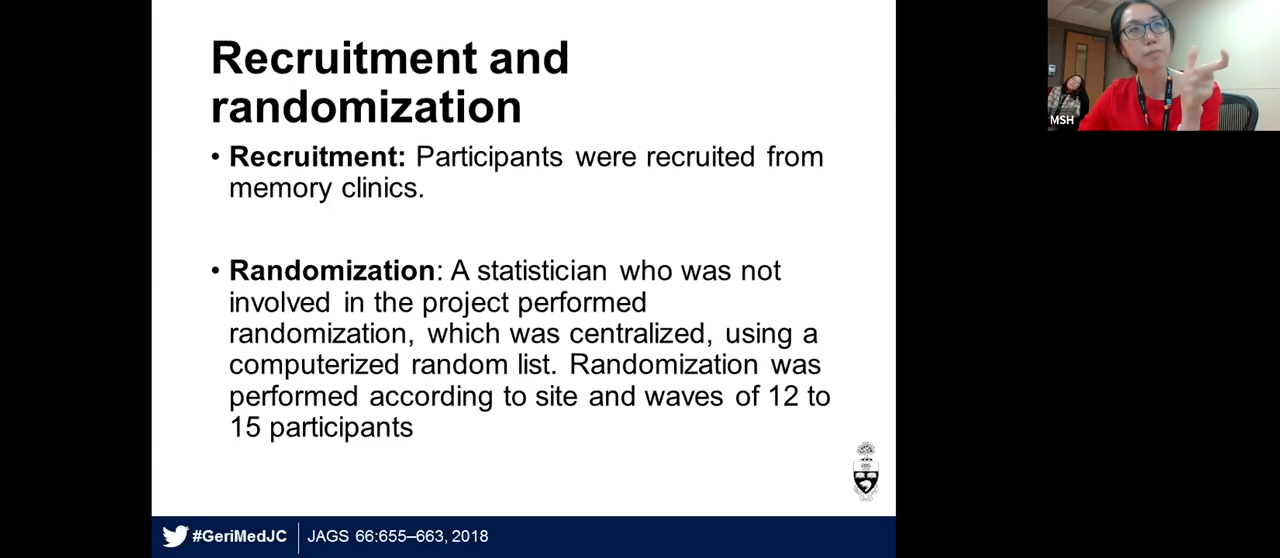 Recruitment and
randomization
• Recruitment: Participants were recruited from
memory clinics.
• Randomization: A statistician who was not
involved in the project performed
randomization, which was centralized, using a
computerized random list. Randomization was
performed according to site and waves of 12 to
15 participants
#GeriMedJC
JAGS 66:655–663, 2018
MSH